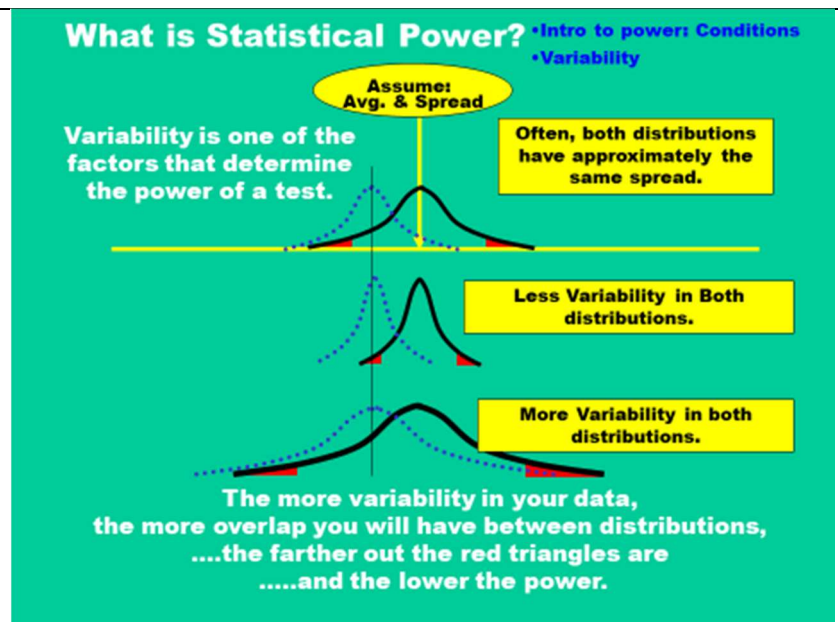 What is Statistical Power?
•Intro to power: Conditions
•Variability
Assume:
Avg. & Spread
Variability is one of the
factors that determine
the power of a test.
Often, both distributions
have approximately the
same spread.
Less Variability in Both
distributions.
More Variability in both
distributions.
The more variability in your data,
the more overlap you will have between distributions,
....the farther out the red triangles are
.....and the lower the power.